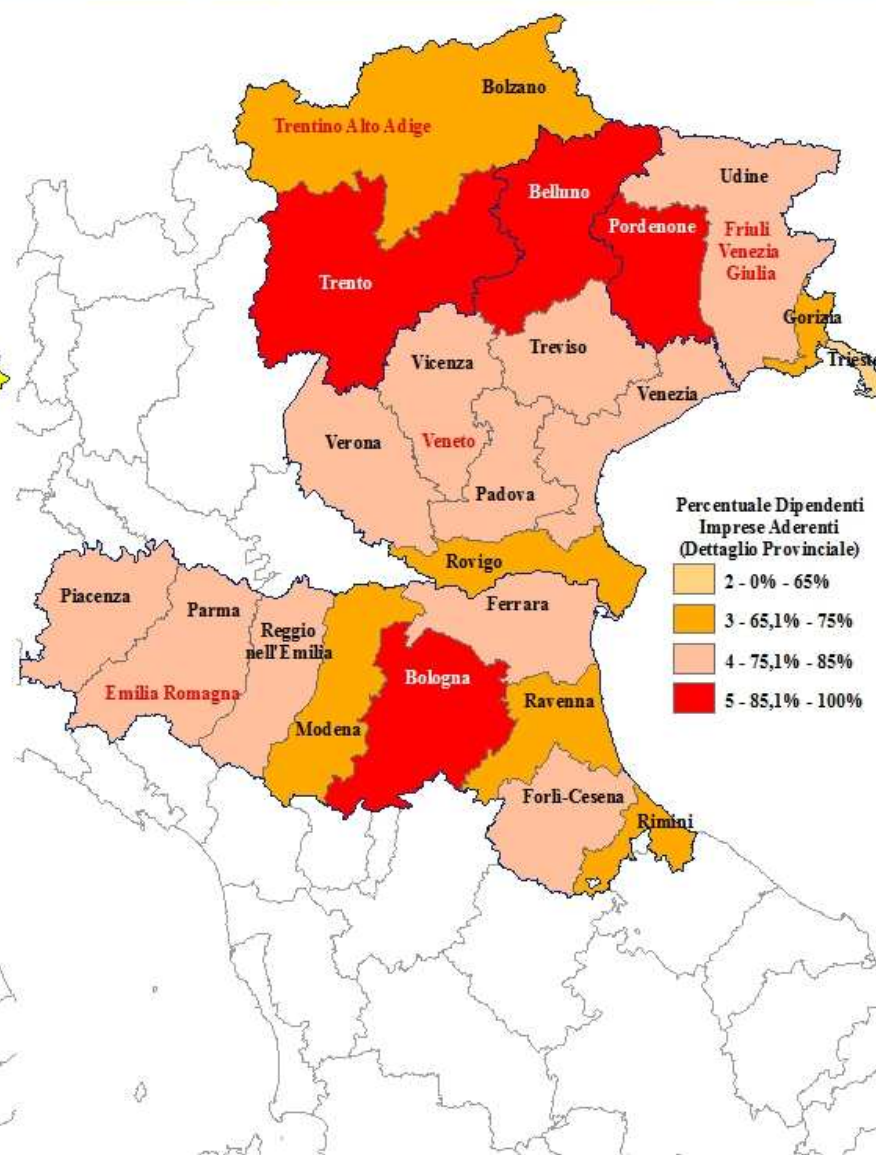 Bolzano
Trentino Alto Adige
Udine
Belluno
Pordenone
Friuli
Venezia
Giulia
Trento
Gorizia
Treviso
Trieste
Vicenza
Venezia
Verona
Veneto
Padova
Percentuale Dipendenti
Imprese Aderenti
(Dettaglio Provinciale)
2 - 0% - 65%
3 - 65,1% - 75%
4 - 75,1% - 85%
5 - 85,1% - 100%
Rovigo
Piacenza
Ferrara
Parma
Reggio
nell'Emilia
Bologna
Emilia Romagna
Ravenna
Modena
Forli-Cesena
Rimini